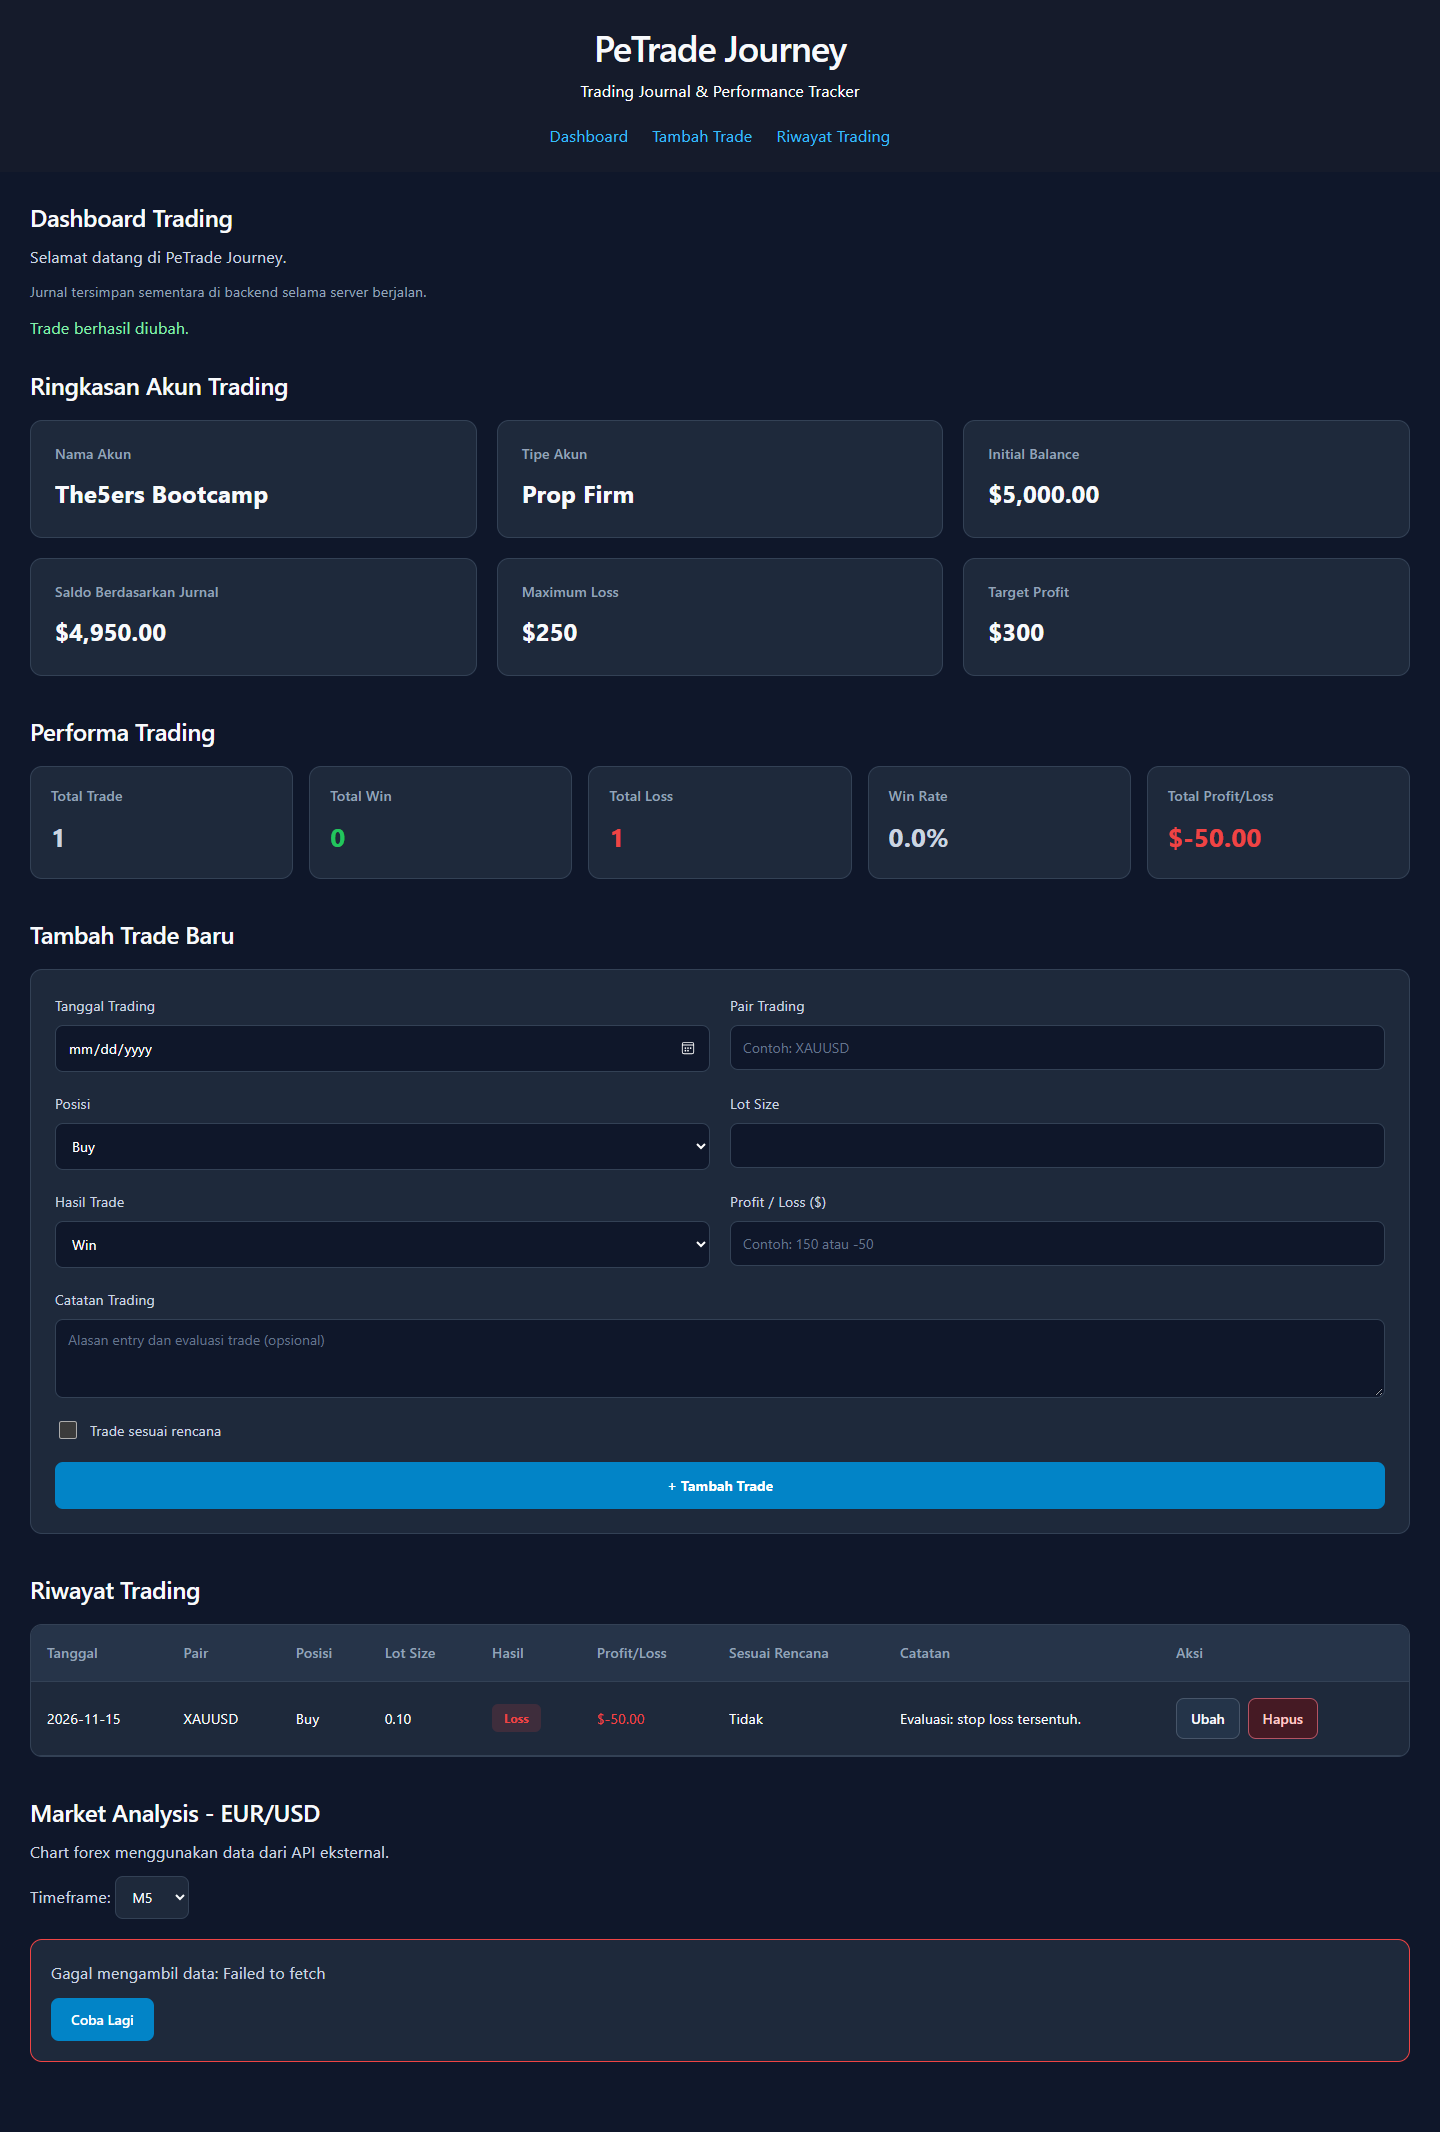 PeTrade Journey
Trading Journal & Performance Tracker
Dashboard Tambah Trade Riwayat Trading
Dashboard Trading
Selamat datang di PeTrade Journey.
Jurnal tersimpan sementara di backend selama server berjalan.
Trade berhasil diubah.
Ringkasan Akun Trading
Nama Akun
The5ers Bootcamp
Tipe Akun
Prop Firm
Initial Balance
$5,000.00
Saldo Berdasarkan Jurnal
$4,950.00
Maximum Loss
$250
Target Profit
$300
Performa Trading
Total Trade
1
Total Win
0
Total Loss
1
Win Rate
0.0%
Total Profit/Loss
$-50.00
Tambah Trade Baru
Tanggal Trading
mm/dd/yyyy
Pair Trading
Contoh: XAUUSD
Posisi
Buy
Lot Size
Hasil Trade
Win
Profit / Loss ($)
Contoh: 150 atau -50
Catatan Trading
Alasan entry dan evaluasi trade (opsional)
Trade sesuai rencana
+ Tambah Trade
Riwayat Trading
Tanggal Pair Posisi Lot Size Hasil Profit/Loss Sesuai Rencana Catatan Aksi
2026-11-15 XAUUSD Buy 0.10 Loss $-50.00 Tidak Evaluasi: stop loss tersentuh. Ubah Hapus
Market Analysis - EUR/USD
Chart forex menggunakan data dari API eksternal.
Timeframe: M5
Gagal mengambil data: Failed to fetch
Coba Lagi